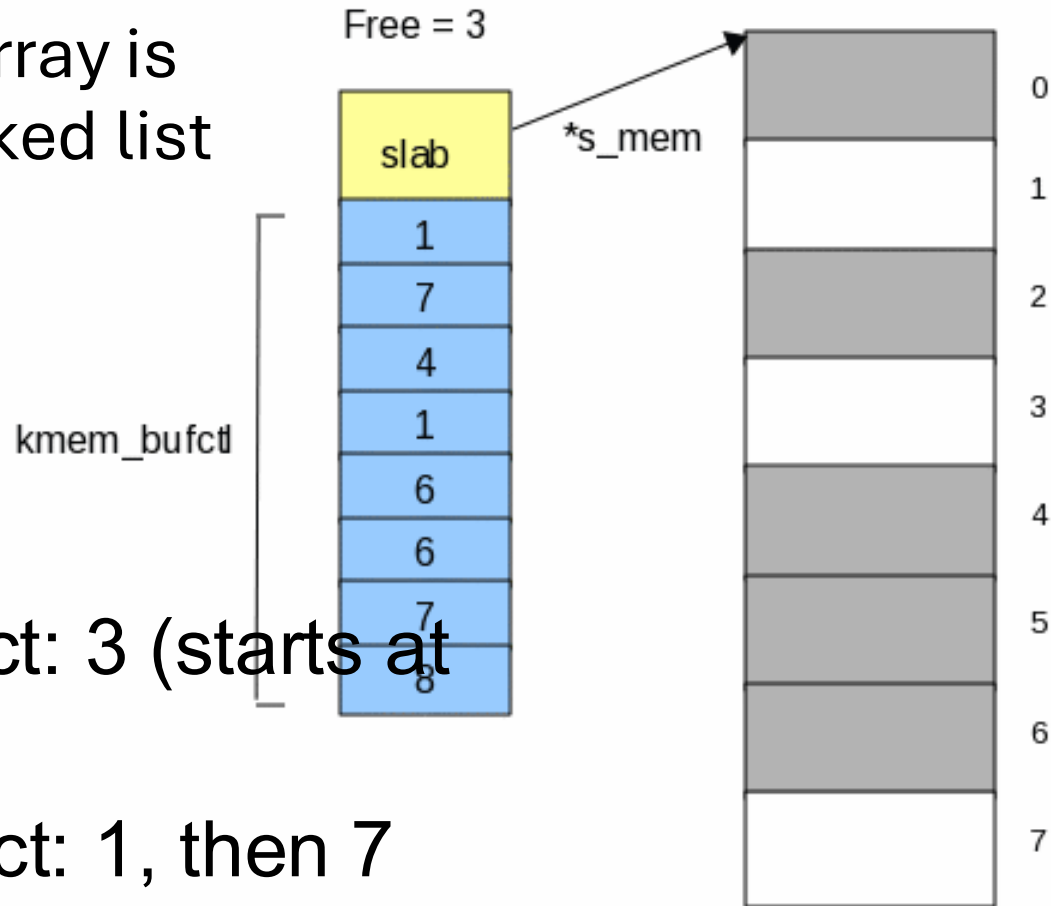 rray is
ked list
Free = 3
slab
*s_mem
kmem_bufctl
1
7
4
1
6
6
7
8
0
1
2
3
4
5
6
7
ct: 3 (starts at
ct: 1, then 7